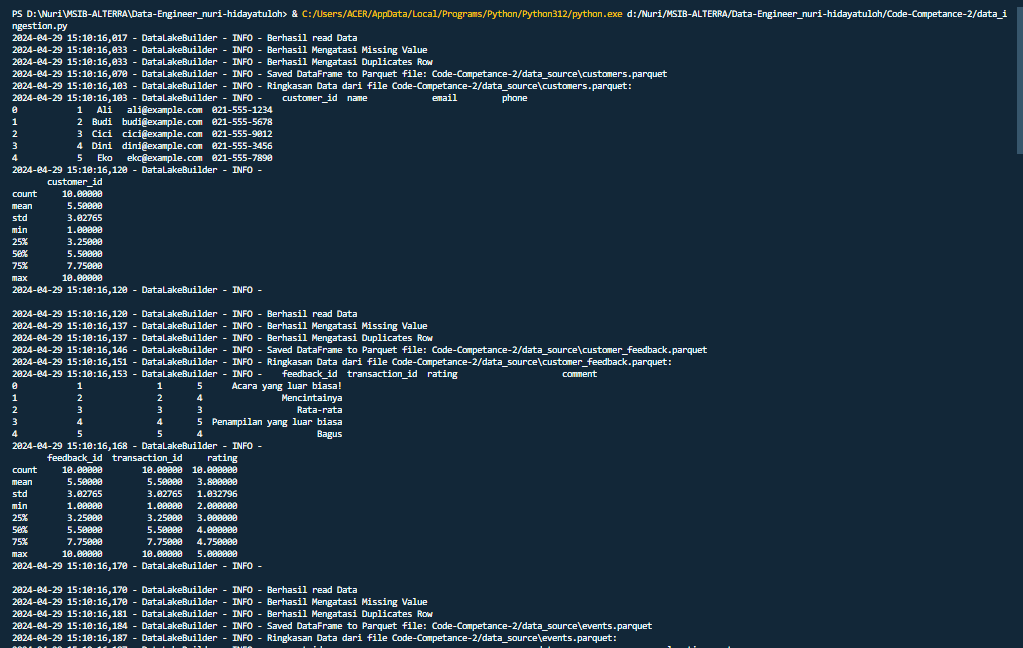 PS D:\Nuri\MSIB-ALTERRA\Data-Engineer_nuri-hidayatuloh> & C:/Users/ACER/AppData/Local/Programs/Python/Python312/python.exe d:/Nuri/MSIB-ALTERRA/Data-Engineer_nuri-hidayatuloh/Code-Competance-2/data_i
ngestion.py
2024-04-29 15:10:16,017 - DataLakeBuilder - INFO - Berhasil read Data
2024-04-29 15:10:16,033 - DataLakeBuilder - INFO - Berhasil Mengatasi Missing Value
2024-04-29 15:10:16,033 - DataLakeBuilder - INFO - Berhasil Mengatasi Duplicates Row
2024-04-29 15:10:16,070 - DataLakeBuilder - INFO - Saved DataFrame to Parquet file: Code-Competance-2/data_source\customers.parquet
2024-04-29 15:10:16,103 - DataLakeBuilder - INFO - Ringkasan Data dari file Code-Competance-2/data_source\customers.parquet:
2024-04-29 15:10:16,103 - DataLakeBuilder - INFO - customer_id name email phone
0 1 Ali ali@example.com 021-555-1234
1 2 Budi budi@example.com 021-555-5678
2 3 Cici cici@example.com 021-555-9012
3 4 Dini dini@example.com 021-555-3456
4 5 Eko eko@example.com 021-555-7890
2024-04-29 15:10:16,120 - DataLakeBuilder - INFO -
customer_id
count 10.00000
mean 5.50000
std 3.02765
min 1.00000
25% 3.25000
50% 5.50000
75% 7.75000
max 10.00000
2024-04-29 15:10:16,120 - DataLakeBuilder - INFO -
2024-04-29 15:10:16,120 - DataLakeBuilder - INFO - Berhasil read Data
2024-04-29 15:10:16,137 - DataLakeBuilder - INFO - Berhasil Mengatasi Missing Value
2024-04-29 15:10:16,137 - DataLakeBuilder - INFO - Berhasil Mengatasi Duplicates Row
2024-04-29 15:10:16,146 - DataLakeBuilder - INFO - Saved DataFrame to Parquet file: Code-Competance-2/data_source\customer_feedback.parquet
2024-04-29 15:10:16,151 - DataLakeBuilder - INFO - Ringkasan Data dari file Code-Competance-2/data_source\customer_feedback.parquet:
2024-04-29 15:10:16,153 - DataLakeBuilder - INFO - feedback_id transaction_id rating comment
0 1 1 5 Acara yang luar biasa!
1 2 2 4 Mencintainya
2 3 3 3 Rata-rata
3 4 4 5 Penampilan yang luar biasa
4 5 5 4 Bagus
2024-04-29 15:10:16,168 - DataLakeBuilder - INFO -
feedback_id transaction_id rating
count 10.00000 10.00000 10.000000
mean 5.50000 5.50000 3.800000
std 3.02765 3.02765 1.032796
min 1.00000 1.00000 2.000000
25% 3.25000 3.25000 3.000000
50% 5.50000 5.50000 4.000000
75% 7.75000 7.75000 4.750000
max 10.00000 10.00000 5.000000
2024-04-29 15:10:16,170 - DataLakeBuilder - INFO -
2024-04-29 15:10:16,170 - DataLakeBuilder - INFO - Berhasil read Data
2024-04-29 15:10:16,170 - DataLakeBuilder - INFO - Berhasil Mengatasi Missing Value
2024-04-29 15:10:16,181 - DataLakeBuilder - INFO - Berhasil Mengatasi Duplicates Row
2024-04-29 15:10:16,184 - DataLakeBuilder - INFO - Saved DataFrame to Parquet file: Code-Competance-2/data_source\events.parquet
2024-04-29 15:10:16,187 - DataLakeBuilder - INFO - Ringkasan Data dari file Code-Competance-2/data_source\events.parquet: